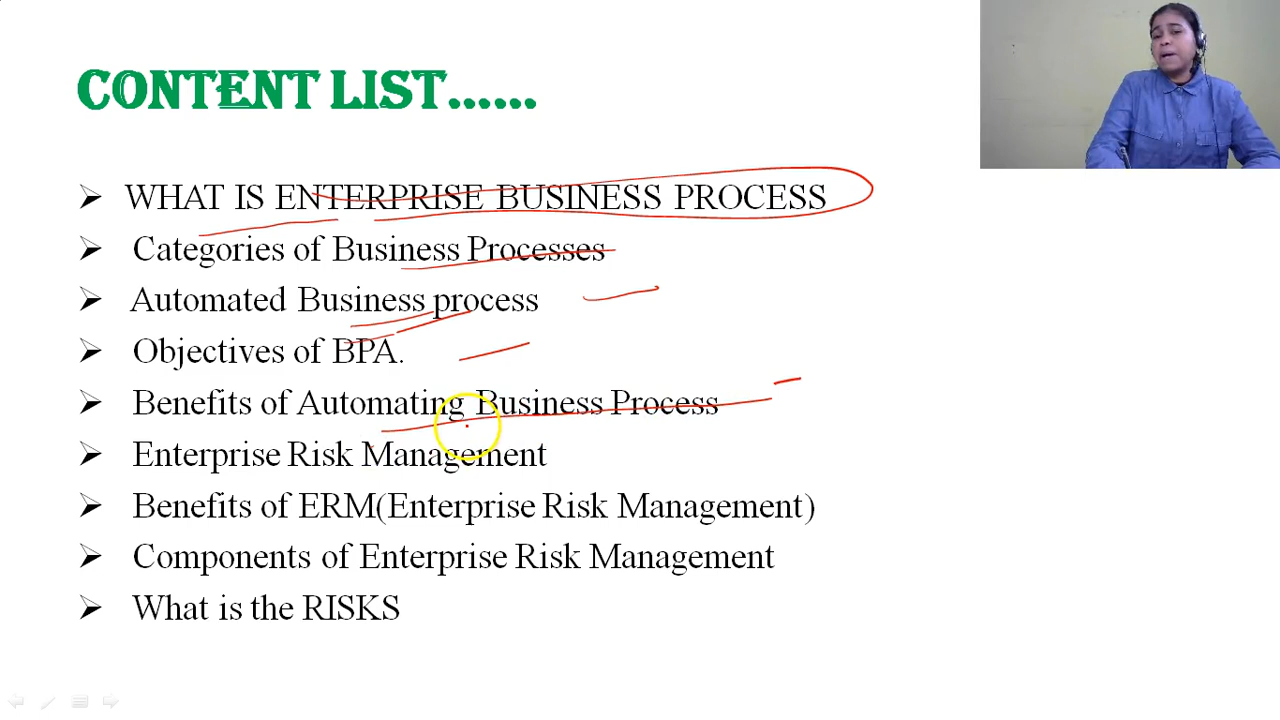 CONTENT LIST......
WHAT IS ENTERPRISE BUSINESS PROCESS
Categories of Business Processes
Automated Business process
Objectives of BPA.
Benefits of Automating Business Process
Enterprise Risk Management
Benefits of ERM(Enterprise Risk Management)
Components of Enterprise Risk Management
What is the RISKS